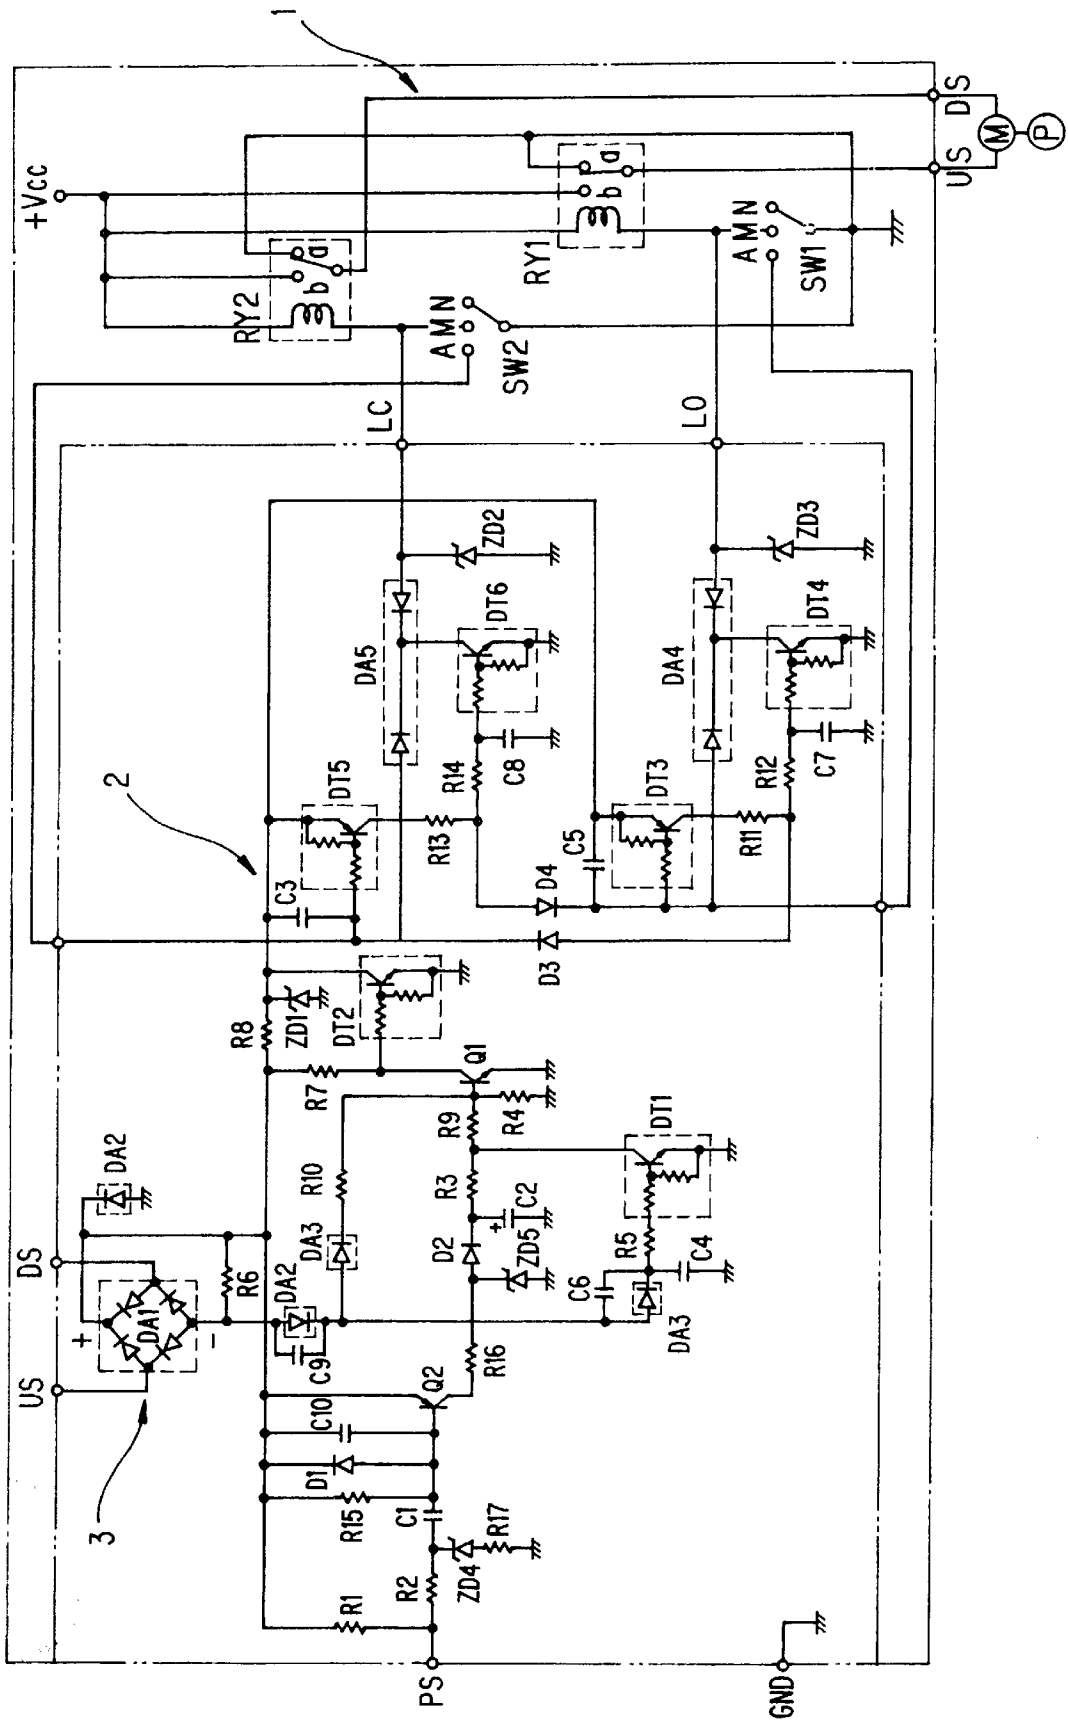 1
+Vcc
DS
US
M
P
RY2
b
a
RY1
b
a
A M N
SW2
A M N
SW1
LC
LO
2
DA5
ZD2
DT6
DA4
ZD3
DT4
DT5
R13
R14
C8
C3
C5
DT3
R11
R12
C7
D4
D3
R8
ZD1
DT2
R7
Q1
R9
R4
DA2
DS
US
+
DA1
-
3
R6
DA2
C9
DA3
R10
R3
+
C2
D2
ZD5
DT1
R5
C4
C6
DA3
R16
Q2
C10
D1
R15
C1
R17
ZD4
R2
R1
PS
GND